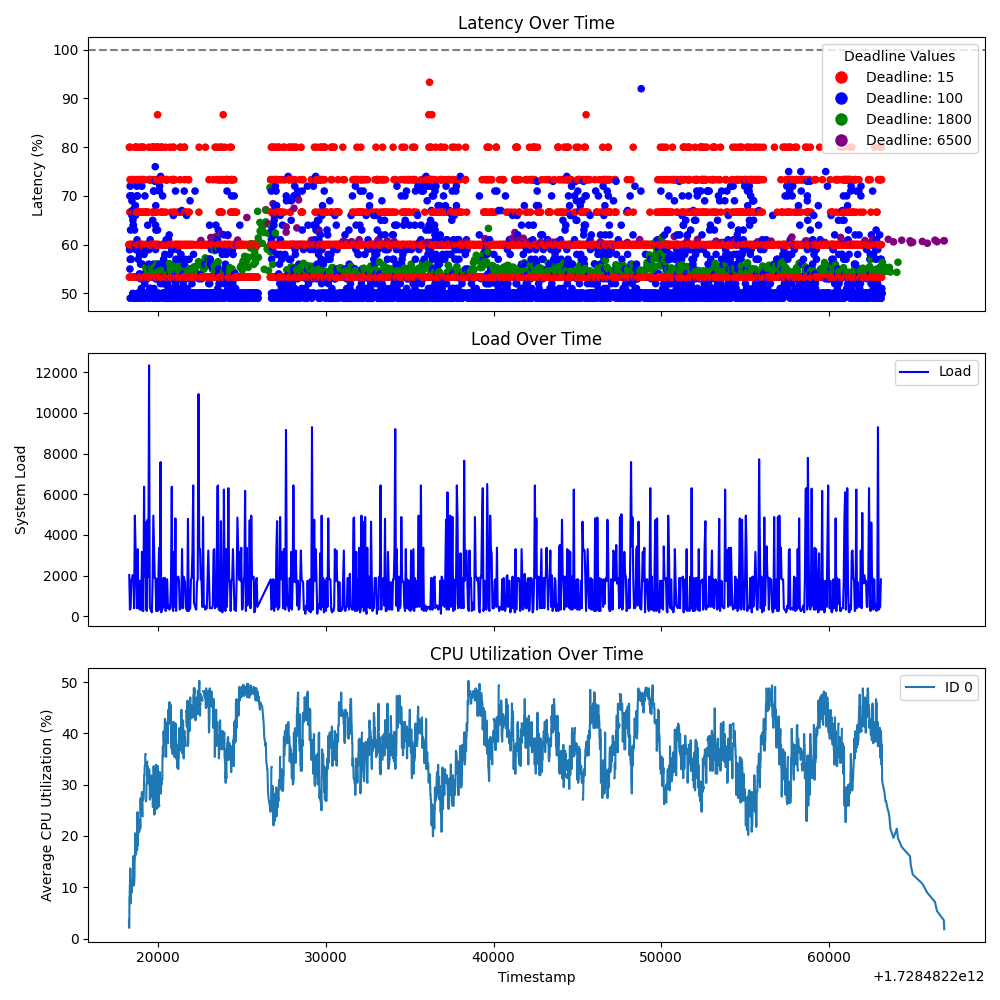 Latency Over Time
100
90
80
70
60
50
Latency (%)
Deadline Values
Deadline: 15
Deadline: 100
Deadline: 1800
Deadline: 6500
Load Over Time
12000
10000
8000
6000
4000
2000
0
System Load
Load
CPU Utilization Over Time
50
40
30
20
10
0
Average CPU Utilization (%)
ID 0
20000 30000 40000 50000 60000
Timestamp
+1.7284822e12